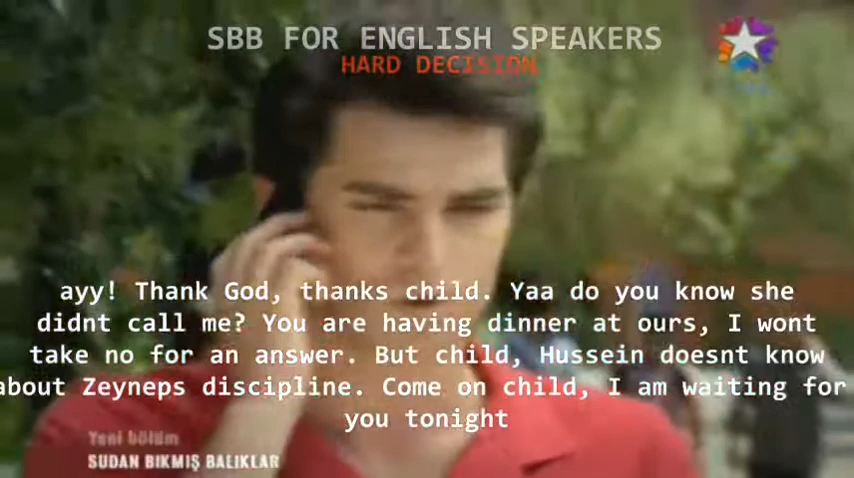 SBB FOR ENGLISH SPEAKERS
HARD DECISION
ayy! Thank God, thanks child. Yaa do you know she
didnt call me? You are having dinner at ours, I wont
take no for an answer. But child, Hussein doesnt know
about Zeyneps discipline. Come on child, I am waiting for
you tonight
Yeni bölüm
SUDAN BIKMIŞ BALIKLAR